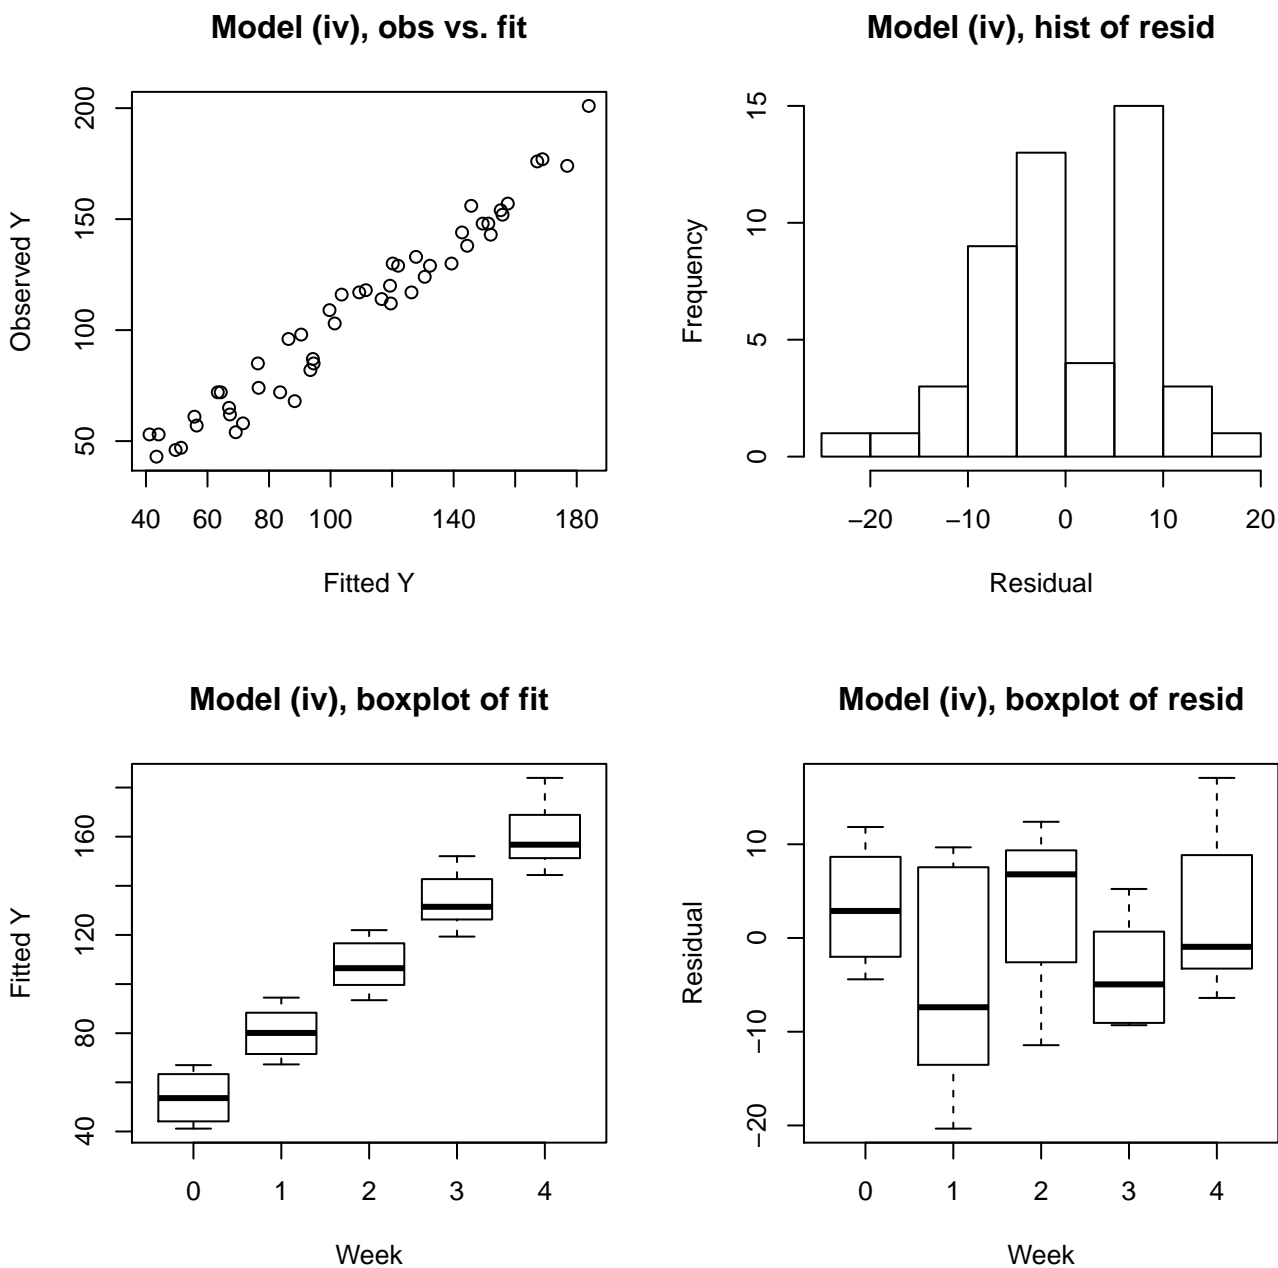 Model (iv), obs vs. fit
Observed Y
200
150
100
50
40 60 80 100 140 180
Fitted Y
Model (iv), hist of resid
Frequency
15
10
5
0
−20 −10 0 10 20
Residual
Model (iv), boxplot of fit
Fitted Y
160
120
80
40
0 1 2 3 4
Week
Model (iv), boxplot of resid
Residual
10
0
−10
−20
0 1 2 3 4
Week